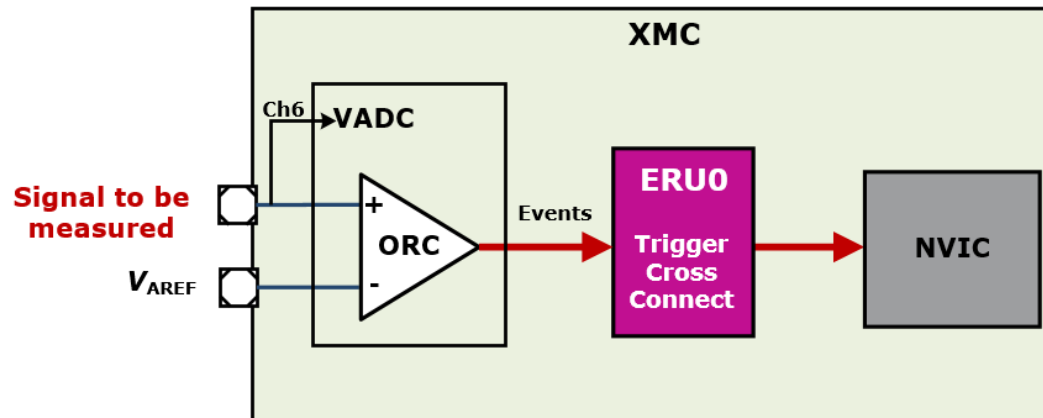 XMC
Ch6
VADC
Signal to be
measured
+
ORC
-
VAREF
Events
ERU0
Trigger
Cross
Connect
NVIC